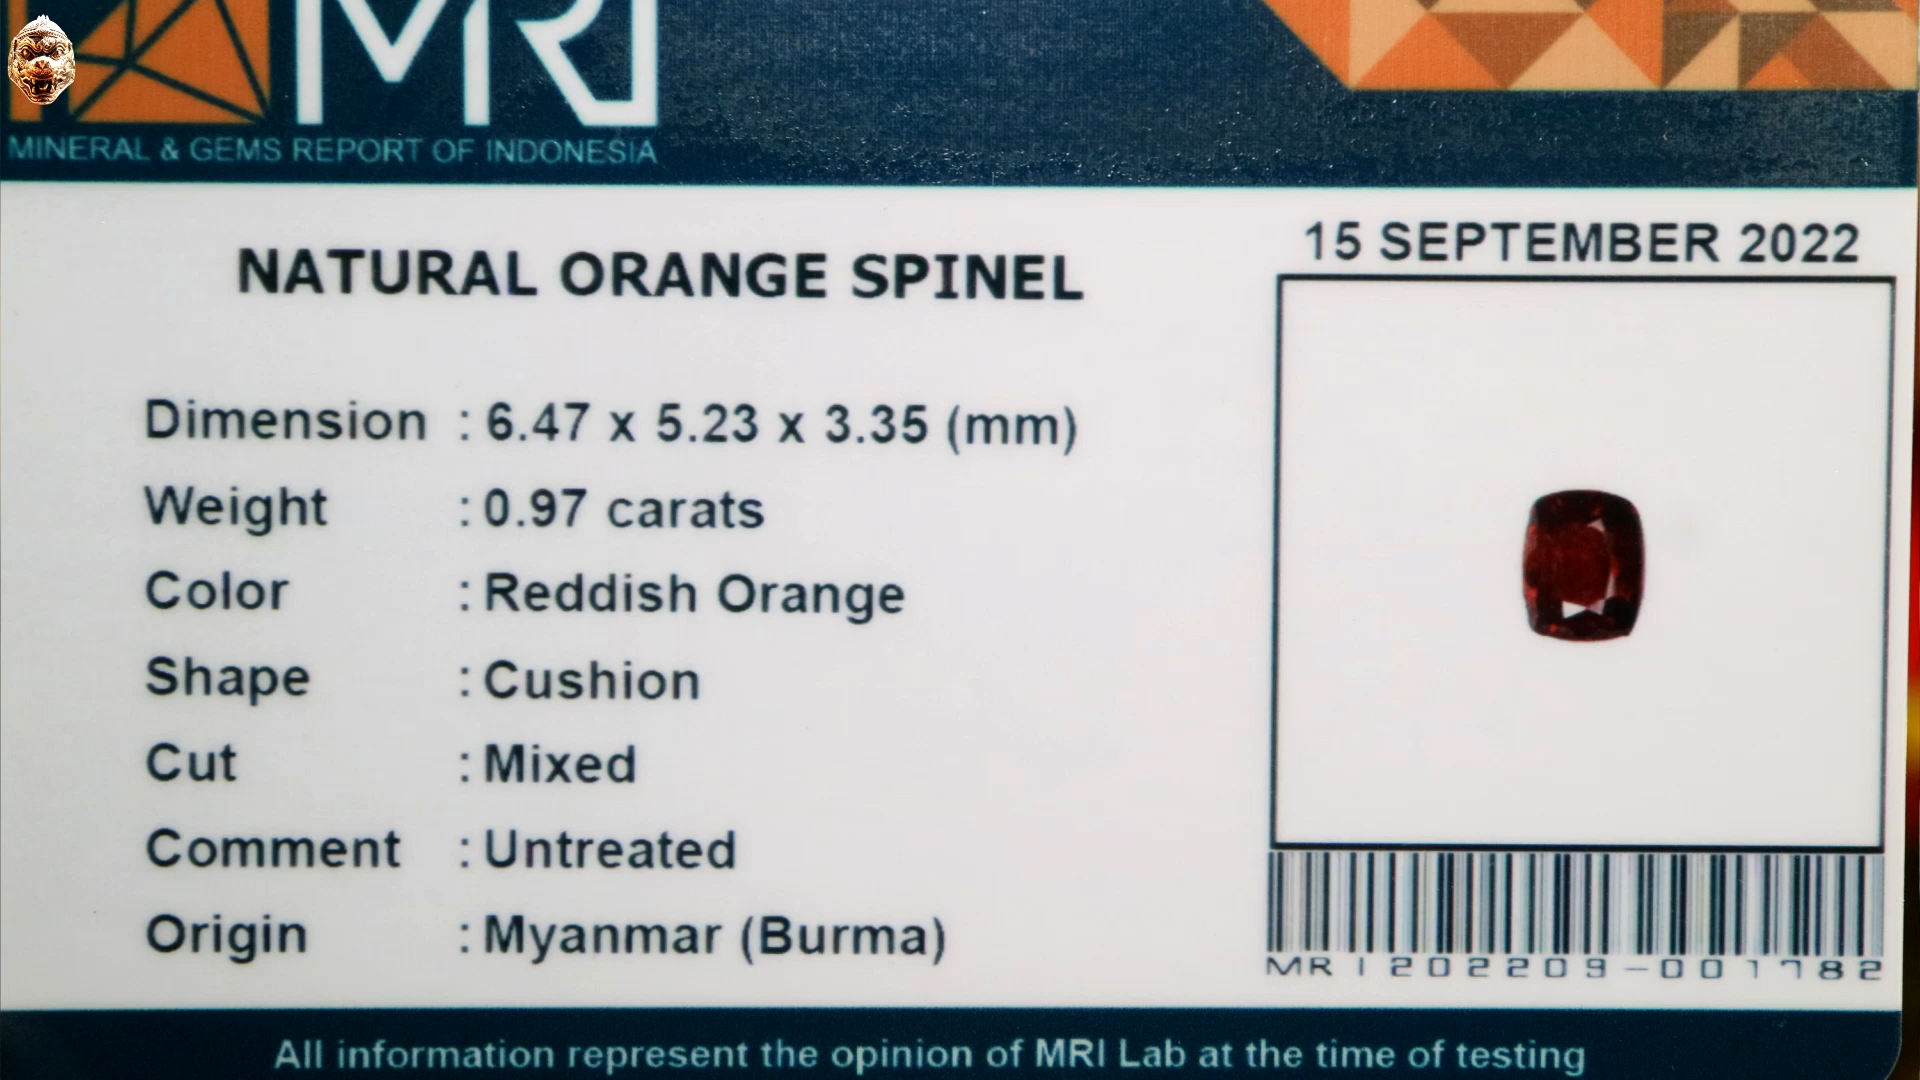 MRI
MINERAL & GEMS REPORT OF INDONESIA
NATURAL ORANGE SPINEL
15 SEPTEMBER 2022
Dimension : 6.47 x 5.23 x 3.35 (mm)
Weight : 0.97 carats
Color : Reddish Orange
Shape : Cushion
Cut : Mixed
Comment : Untreated
Origin : Myanmar (Burma)
MRI202209-001782
All information represent the opinion of MRI Lab at the time of testing